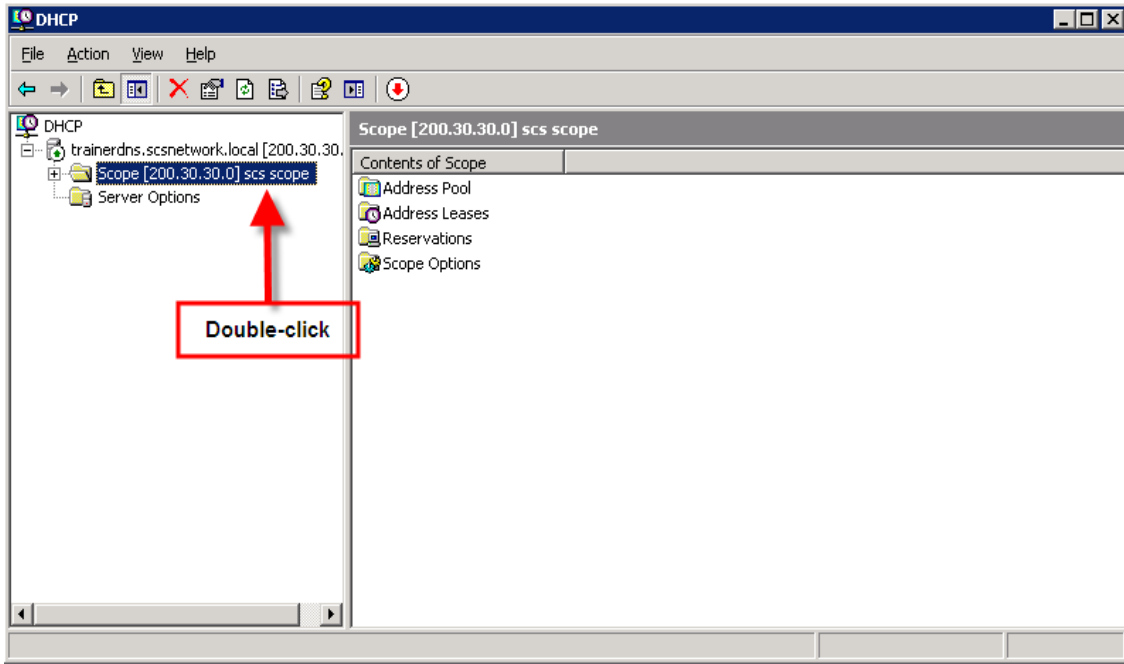 DHCP
File Action View Help
DHCP
trainerdns.scsnetwork.local [200.30.30.
Scope [200.30.30.0] scs scope
Server Options
Scope [200.30.30.0] scs scope
Contents of Scope
Address Pool
Address Leases
Reservations
Scope Options
Double-click